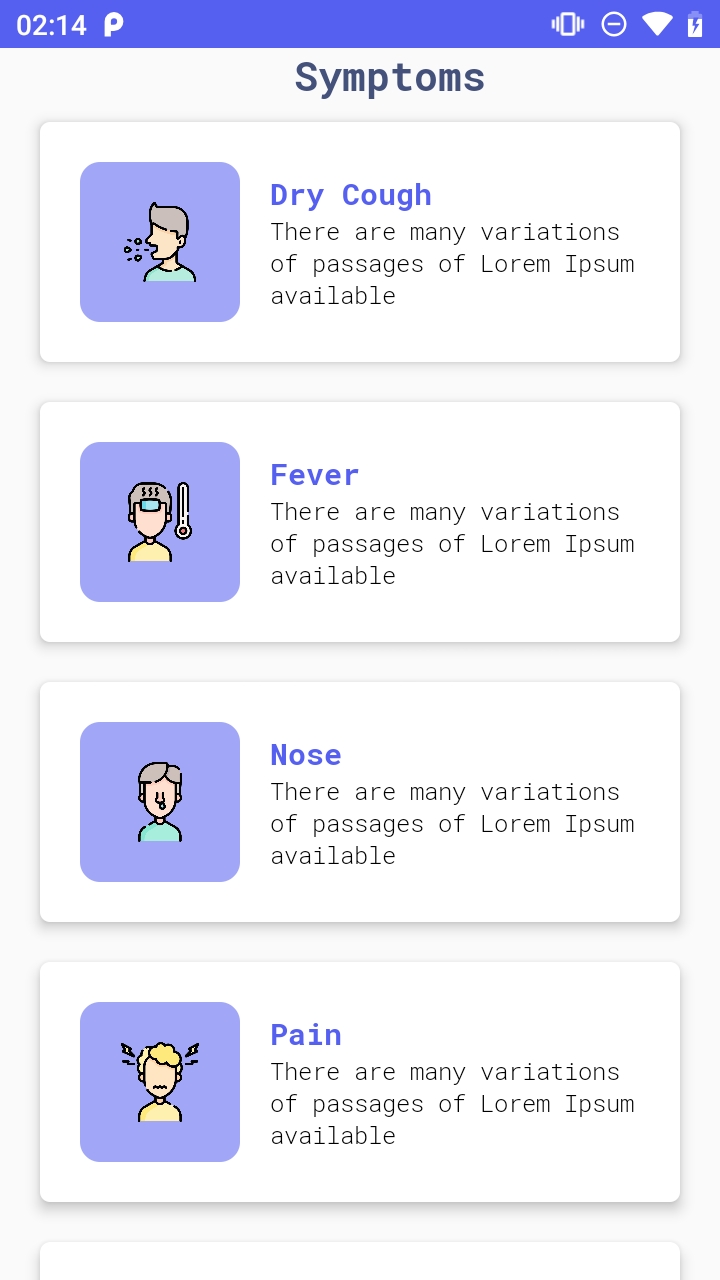 02:14
Symptoms
Dry Cough
There are many variations
of passages of Lorem Ipsum
available
Fever
There are many variations
of passages of Lorem Ipsum
available
Nose
There are many variations
of passages of Lorem Ipsum
available
Pain
There are many variations
of passages of Lorem Ipsum
available